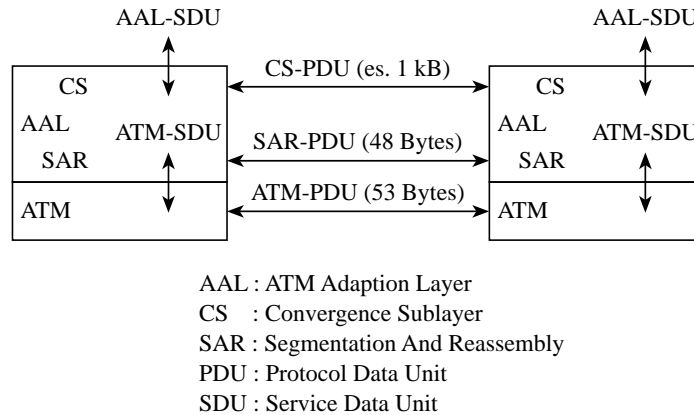 AAL-SDU AAL-SDU
CS CS-PDU (es. 1 kB) CS
AAL ATM-SDU AAL ATM-SDU
SAR SAR-PDU (48 Bytes) SAR
ATM ATM-PDU (53 Bytes) ATM
AAL : ATM Adaption Layer
CS : Convergence Sublayer
SAR : Segmentation And Reassembly
PDU : Protocol Data Unit
SDU : Service Data Unit